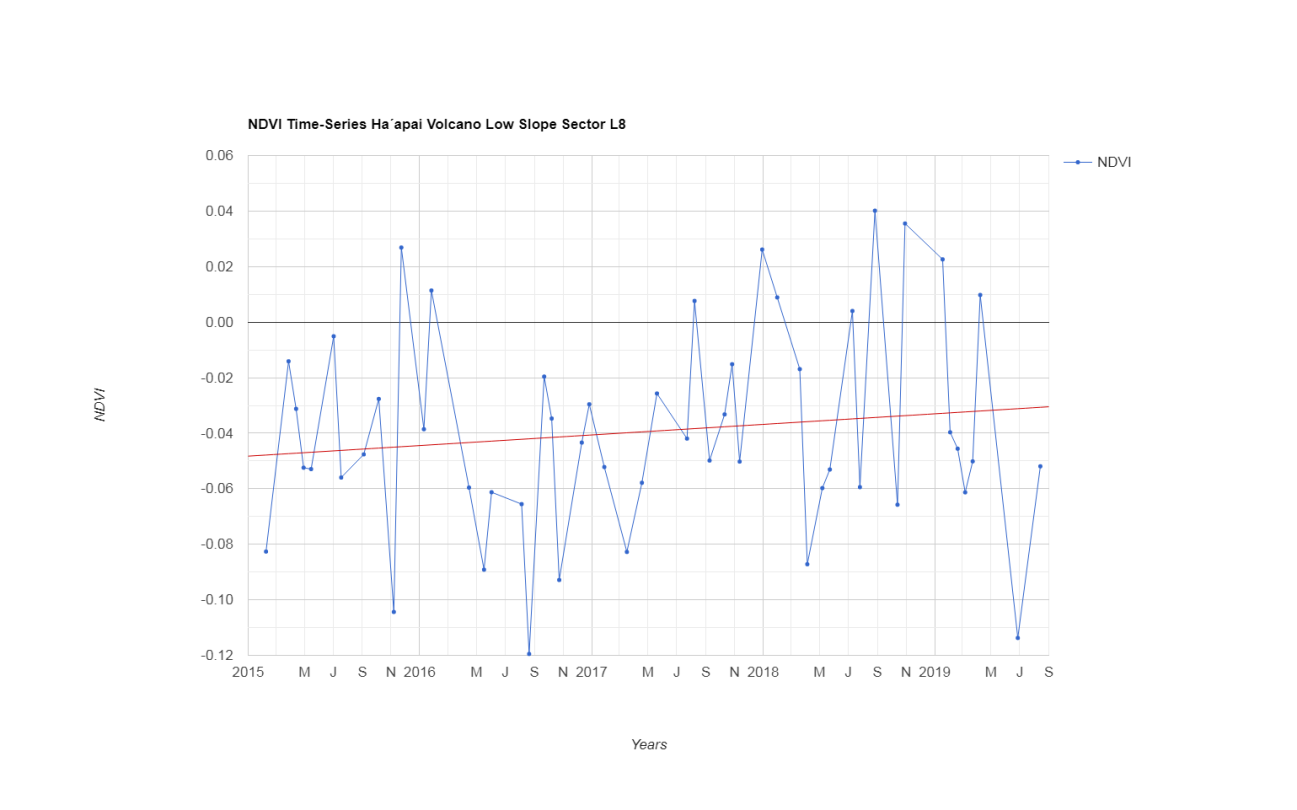 NDVI Time-Series Ha´apai Volcano Low Slope Sector L8
NDVI
0.06
0.04
0.02
0.00
-0.02
-0.04
-0.06
-0.08
-0.10
-0.12
NDVI
2015 M J S N 2016 M J S N 2017 M J S N 2018 M J S N 2019 M J S
Years